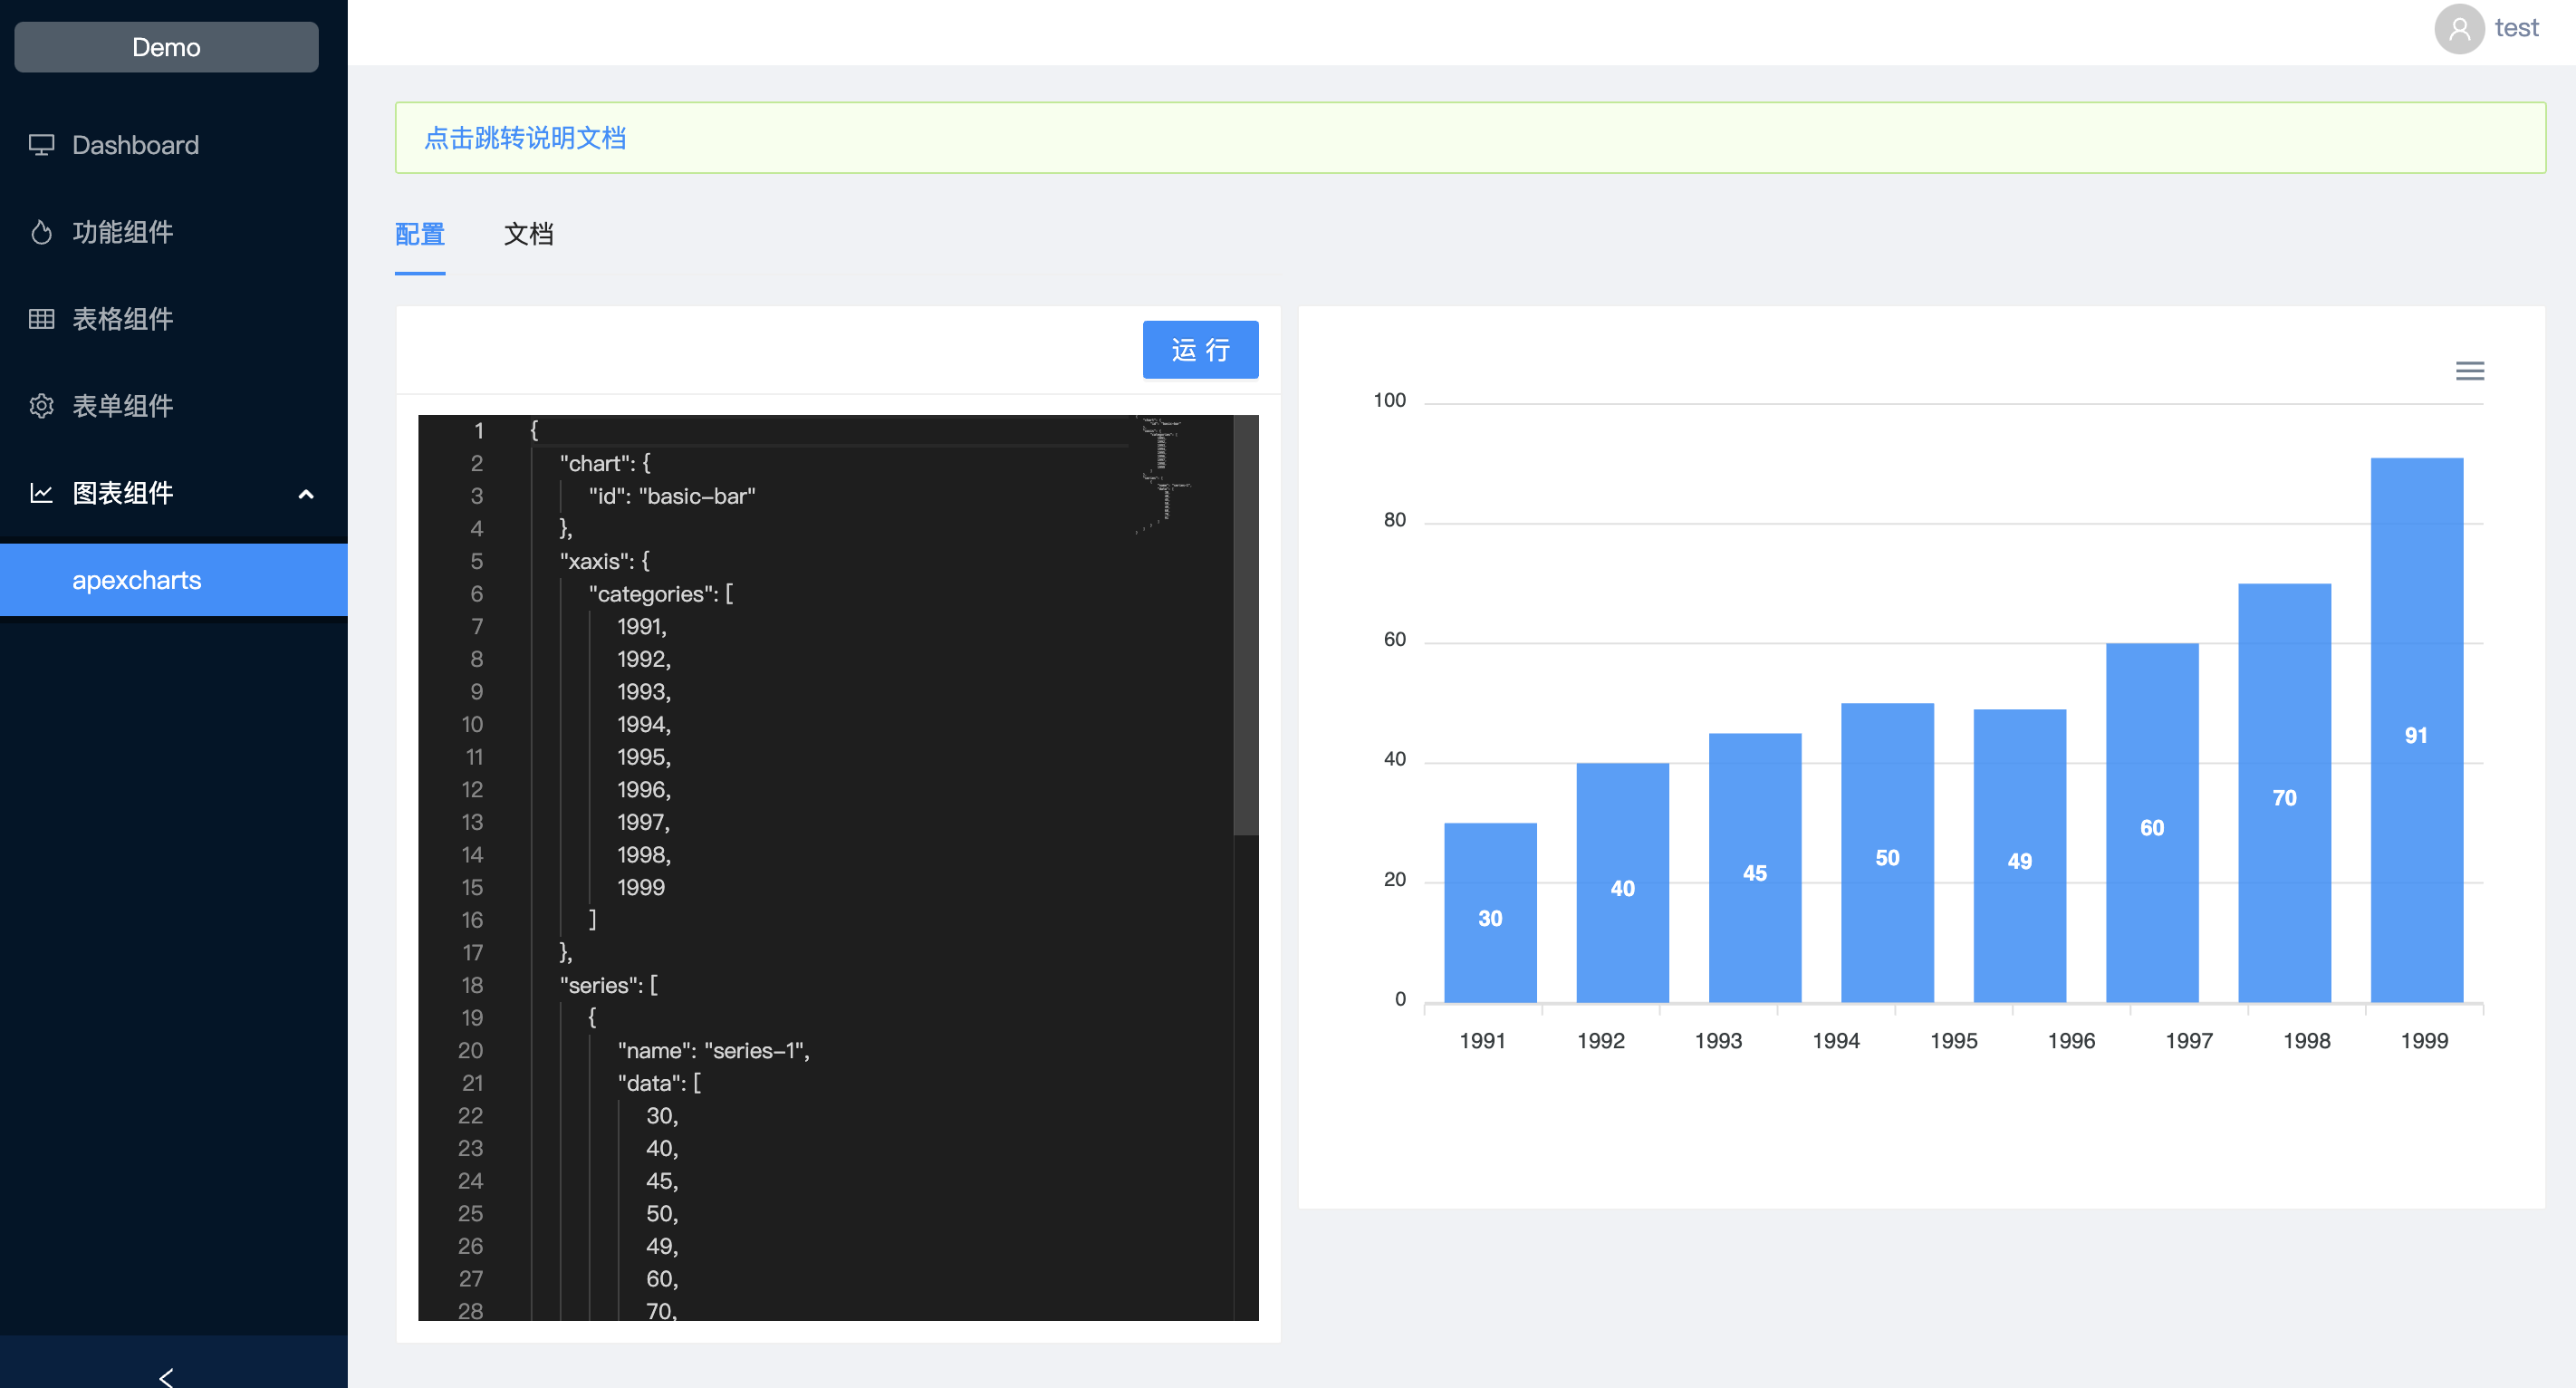 Demo
test
Dashboard
功能组件
表格组件
表单组件
图表组件
apexcharts
点击跳转说明文档
配置 文档
运 行
1 {
2 "chart": {
3 "id": "basic-bar"
4 },
5 "xaxis": {
6 "categories": [
7 1991,
8 1992,
9 1993,
10 1994,
11 1995,
12 1996,
13 1997,
14 1998,
15 1999
16 ]
17 },
18 "series": [
19 {
20 "name": "series-1",
21 "data": [
22 30,
23 40,
24 45,
25 50,
26 49,
27 60,
28 70,
100
80
60
40
20
0
30 40 45 50 49 60 70 91
1991 1992 1993 1994 1995 1996 1997 1998 1999